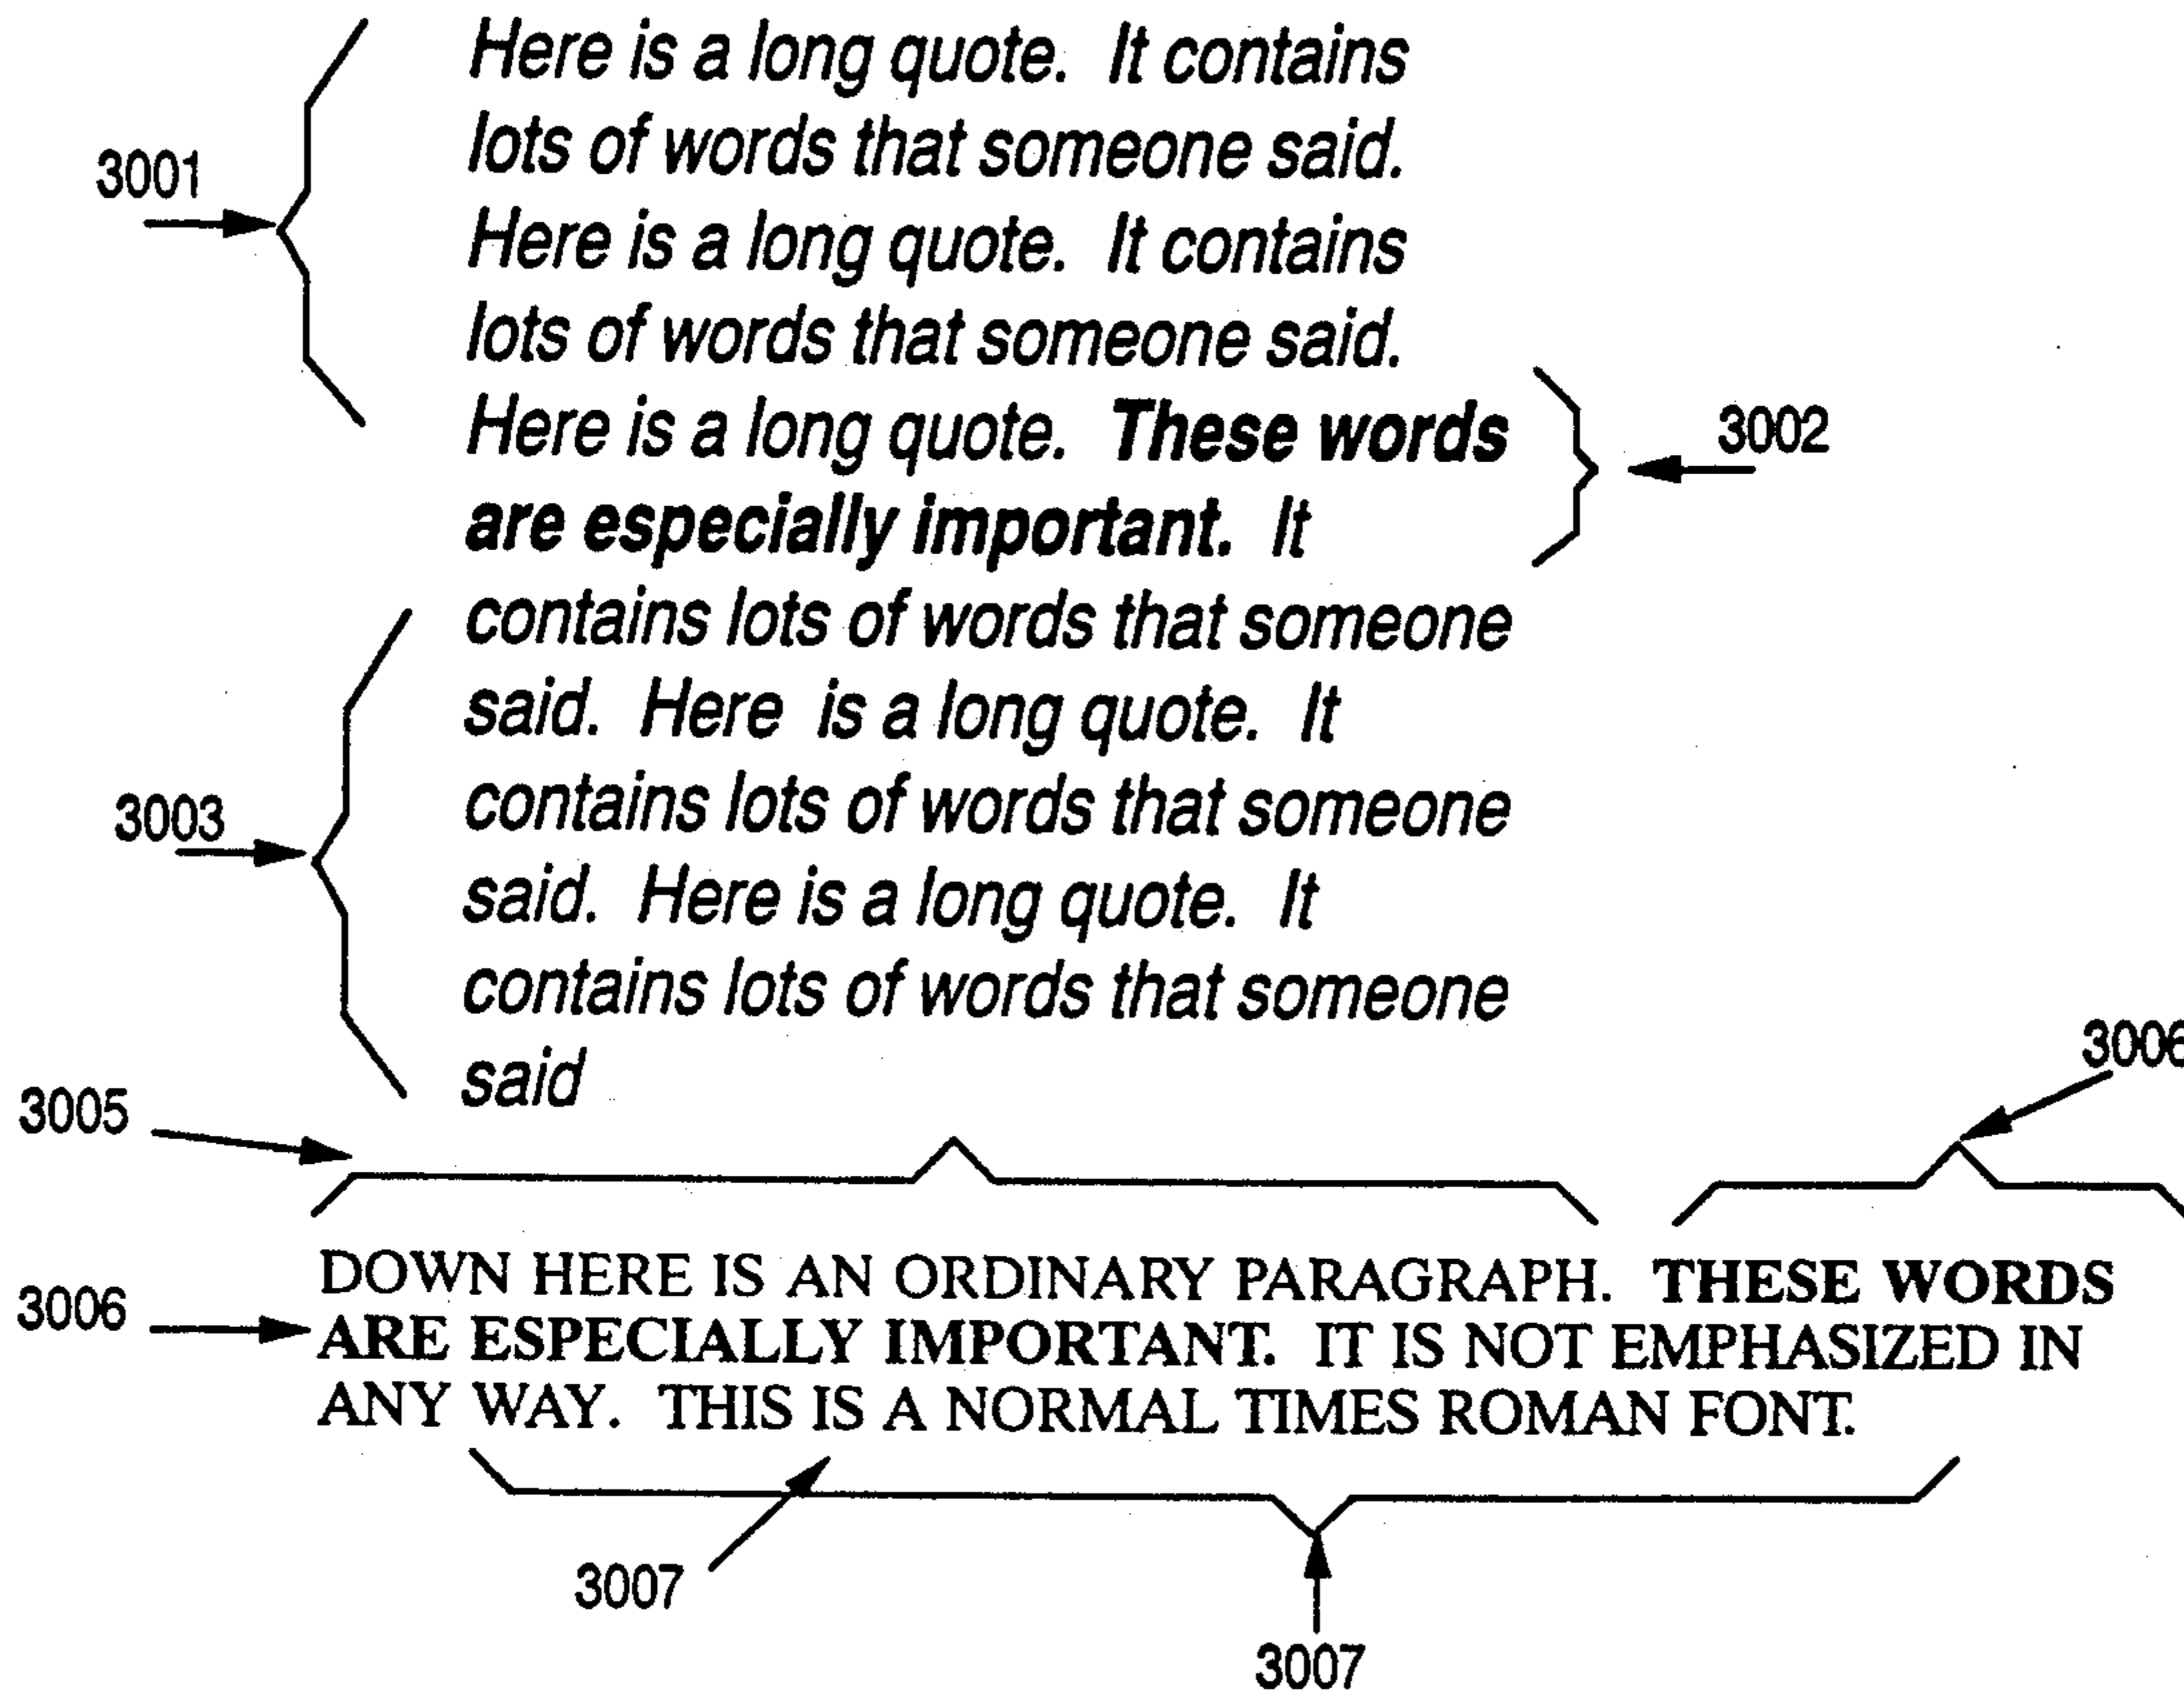 Here is a long quote.  It contains
lots of words that someone said.
3001
Here is a long quote.  It contains
lots of words that someone said.
Here is a long quote.  These words
3002
are especially important.  It
contains lots of words that someone
said.  Here  is a long quote.  It
contains lots of words that someone
3003
said.  Here is a long quote.  It
contains lots of words that someone
said
3006
3005
DOWN HERE IS AN ORDINARY PARAGRAPH.  THESE WORDS
3006
ARE ESPECIALLY IMPORTANT.  IT IS NOT EMPHASIZED IN
ANY WAY.  THIS IS A NORMAL TIMES ROMAN FONT.
3007
3007